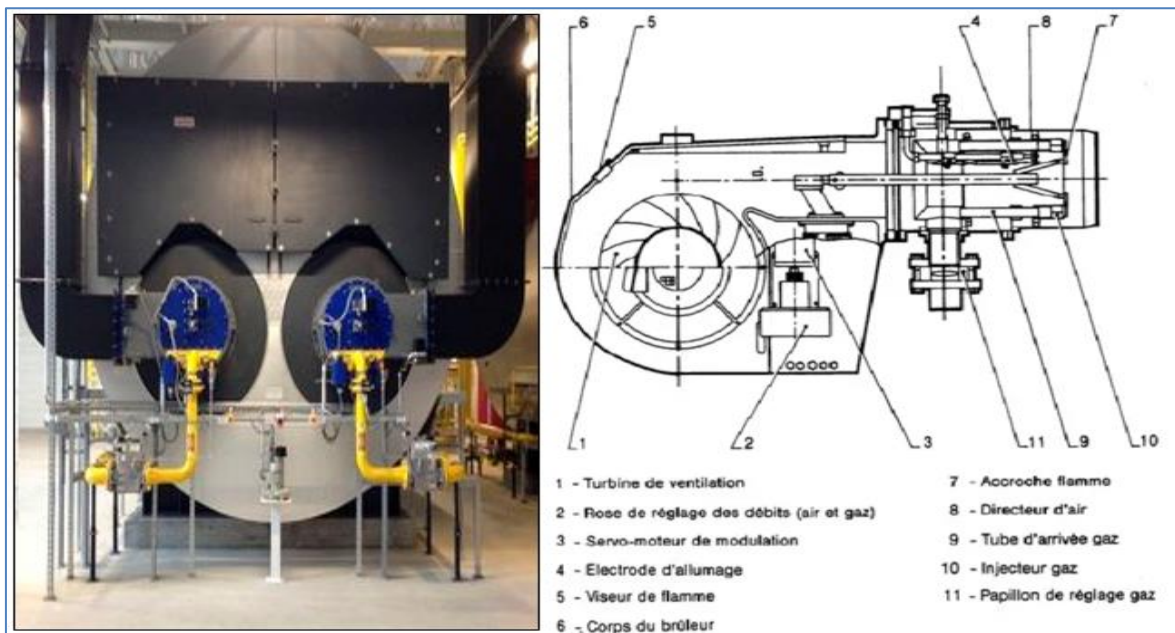 6
5
4
8
7
1
2
3
11
9
10
1 - Turbine de ventilation
2 - Rose de réglage des débits (air et gaz)
3 - Servo-moteur de modulation
4 - Electrode d'allumage
5 - Viseur de flamme
6 - Corps du brûleur
7 - Accroche flamme
8 - Directeur d'air
9 - Tube d'arrivée gaz
10 - Injecteur gaz
11 - Papillon de réglage gaz